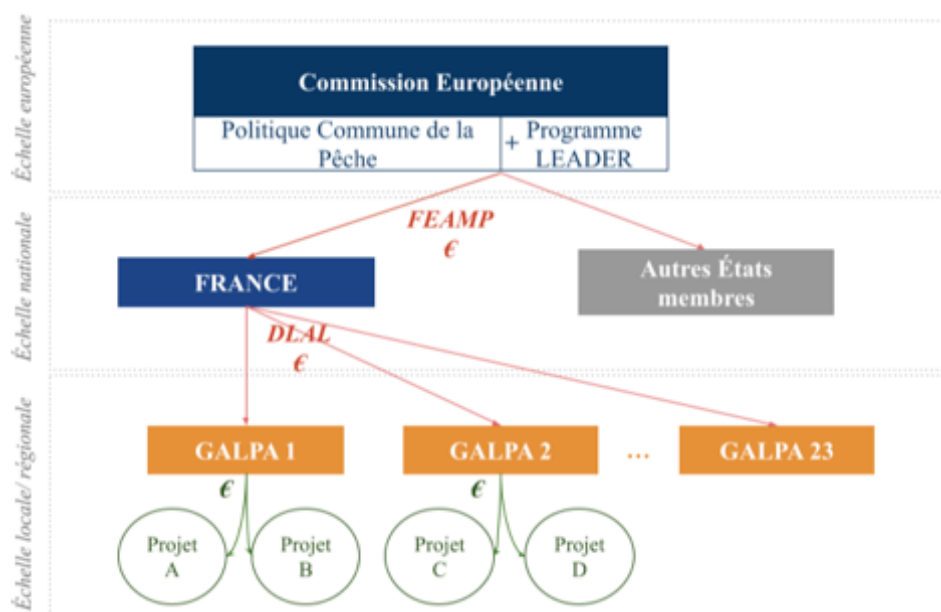 Échelle européenne
Commission Européenne
Politique Commune de la
Pêche
+ Programme
LEADER
Échelle nationale
FEAMP
€
FRANCE
Autres États
membres
DLAL
€
Échelle locale/ régionale
GALPA 1
GALPA 2
...
GALPA 23
€
€
Projet
A
Projet
B
Projet
C
Projet
D